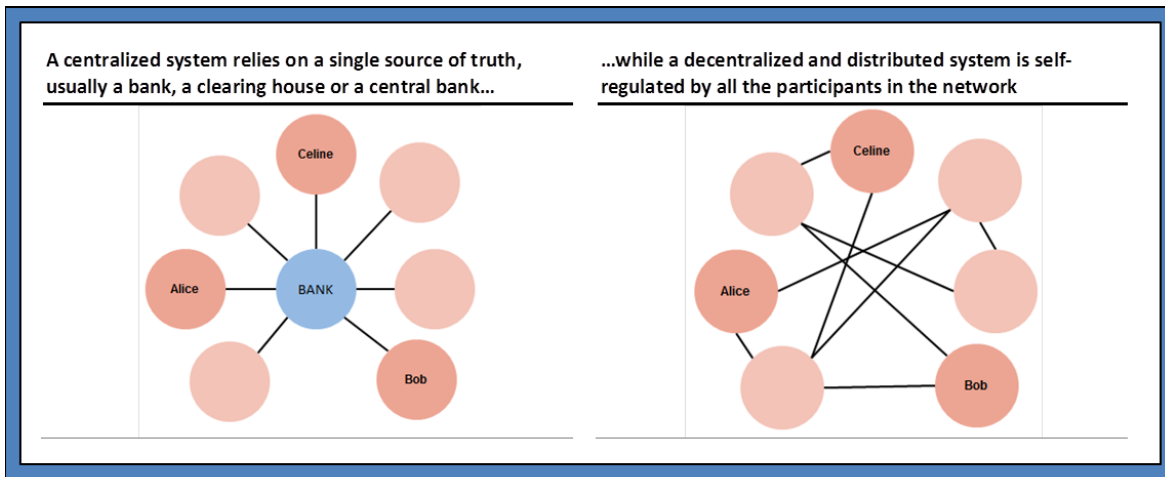 A centralized system relies on a single source of truth,
usually a bank, a clearing house or a central bank…
Celine
Alice
BANK
Bob
…while a decentralized and distributed system is self-
regulated by all the participants in the network
Celine
Alice
Bob